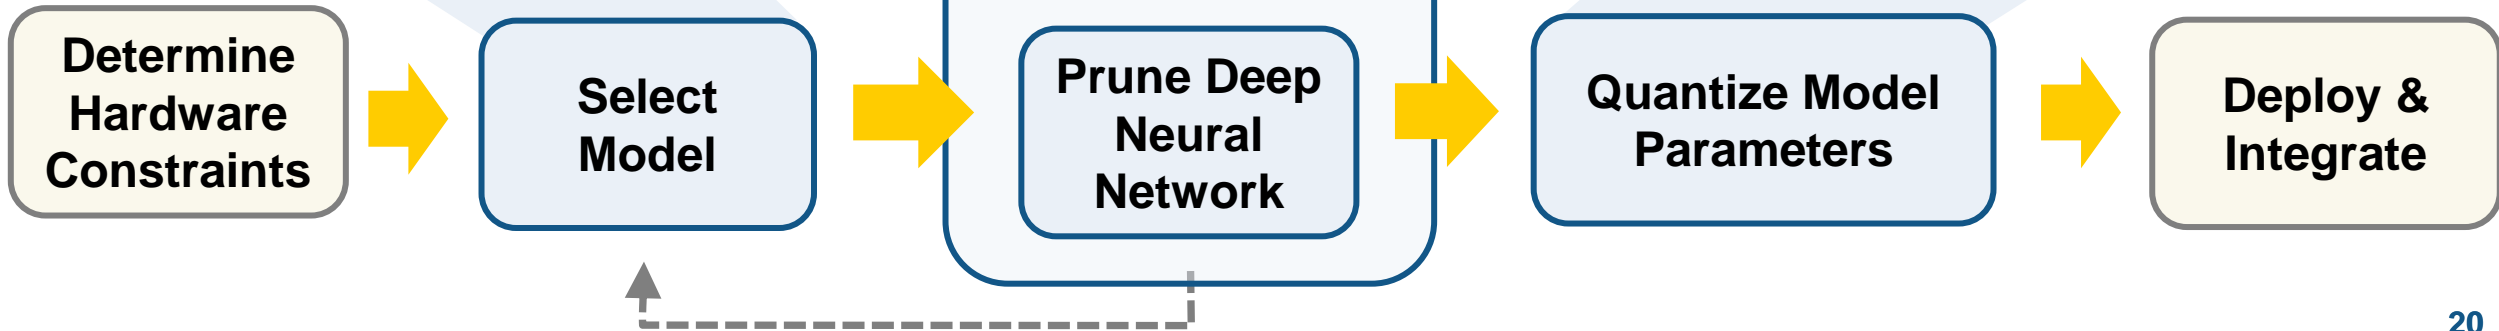 Determine
Hardware
Constraints
Select
Model
Prune Deep
Neural
Network
Quantize Model
Parameters
Deploy &
Integrate
20